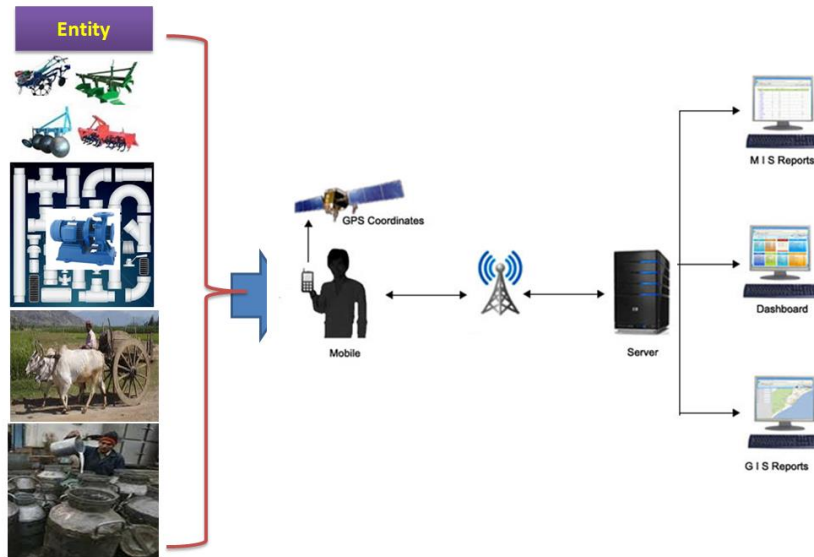 Entity
GPS Coordinates
Mobile
Server
M I S Reports
Dashboard
G I S Reports